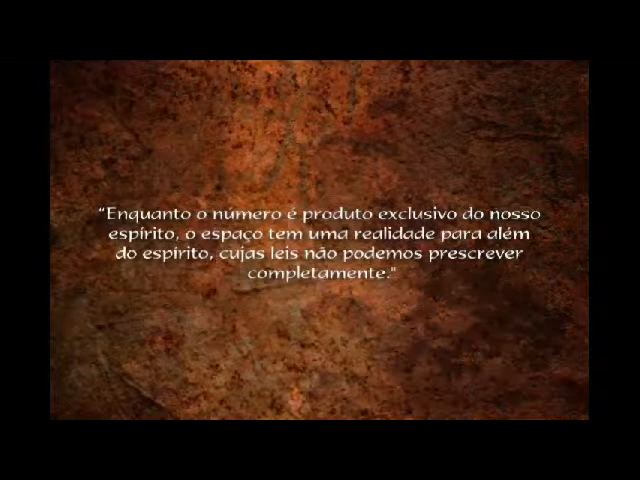 "Enquanto o número é produto exclusivo do nosso
espírito, o espaço tem uma realidade para além
do espírito, cujas leis não podemos prescrever
completamente."